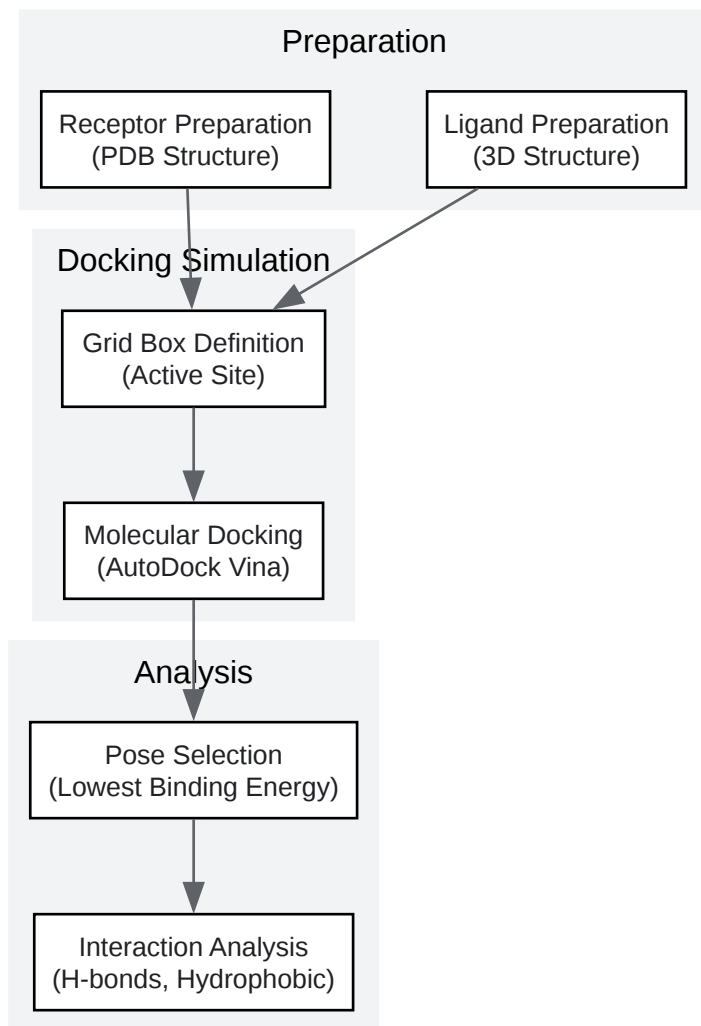 Preparation
Receptor Preparation
(PDB Structure)
Ligand Preparation
(3D Structure)
Docking Simulation
Grid Box Definition
(Active Site)
Molecular Docking
(AutoDock Vina)
Analysis
Pose Selection
(Lowest Binding Energy)
Interaction Analysis
(H-bonds, Hydrophobic)